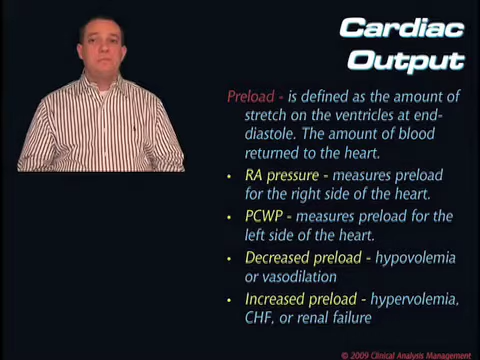 Cardiac
Output
Preload - is defined as the amount of
stretch on the ventricles at end-
diastole. The amount of blood
returned to the heart.
• RA pressure - measures preload
for the right side of the heart.
• PCWP - measures preload for the
left side of the heart.
• Decreased preload - hypovolemia
or vasodilation
• Increased preload - hypervolemia,
CHF, or renal failure
© 2009 Clinical Analysis Management